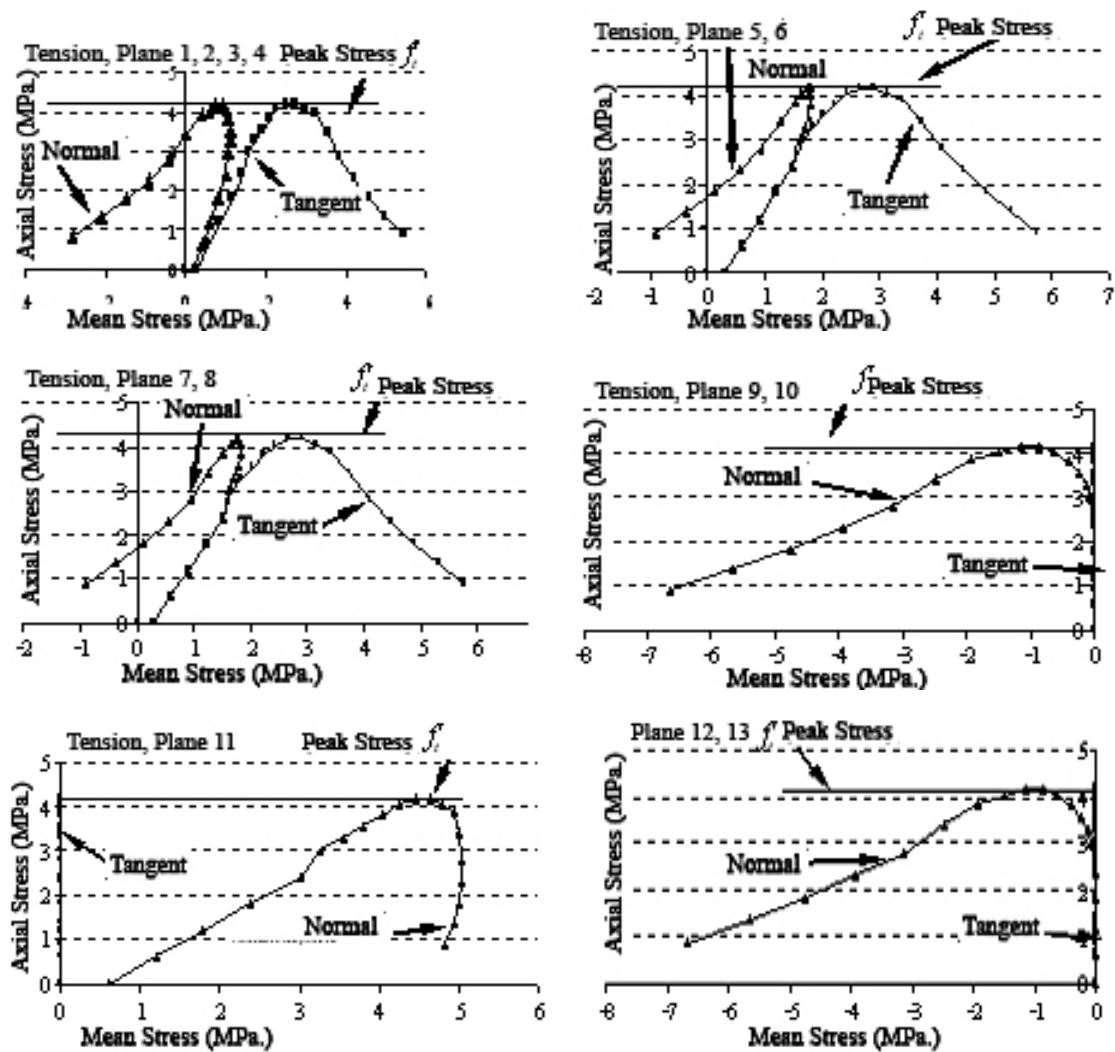 Tension, Plane 1, 2, 3, 4 Peak Stress f't
Axial Stress (MPa.)
5
4
3
2
1
0
Normal
Tangent
4 2 0 2 4 6
Mean Stress (MPa.)
Tension, Plane 5, 6
f't Peak Stress
Axial Stress (MPa.)
5
4
3
2
1
0
Normal
Tangent
-2 -1 0 1 2 3 4 5 6 7
Mean Stress (MPa.)
Tension, Plane 7, 8
f't Peak Stress
Axial Stress (MPa.)
5
4
3
2
1
0
Normal
Tangent
-2 -1 0 1 2 3 4 5 6
Mean Stress (MPa.)
Tension, Plane 9, 10
f Peak Stress
Axial Stress (MPa.)
5
4
3
2
1
0
Normal
Tangent
-8 -7 -6 -5 -4 -3 -2 -1 0
Mean Stress (MPa.)
Tension, Plane 11 Peak Stress f't
Axial Stress (MPa.)
5
4
3
2
1
0
Tangent
Normal
0 1 2 3 4 5 6
Mean Stress (MPa.)
Plane 12, 13 f' Peak Stress
Axial Stress (MPa.)
5
4
3
2
1
0
Normal
Tangent
-8 -7 -6 -5 -4 -3 -2 -1 0
Mean Stress (MPa.)